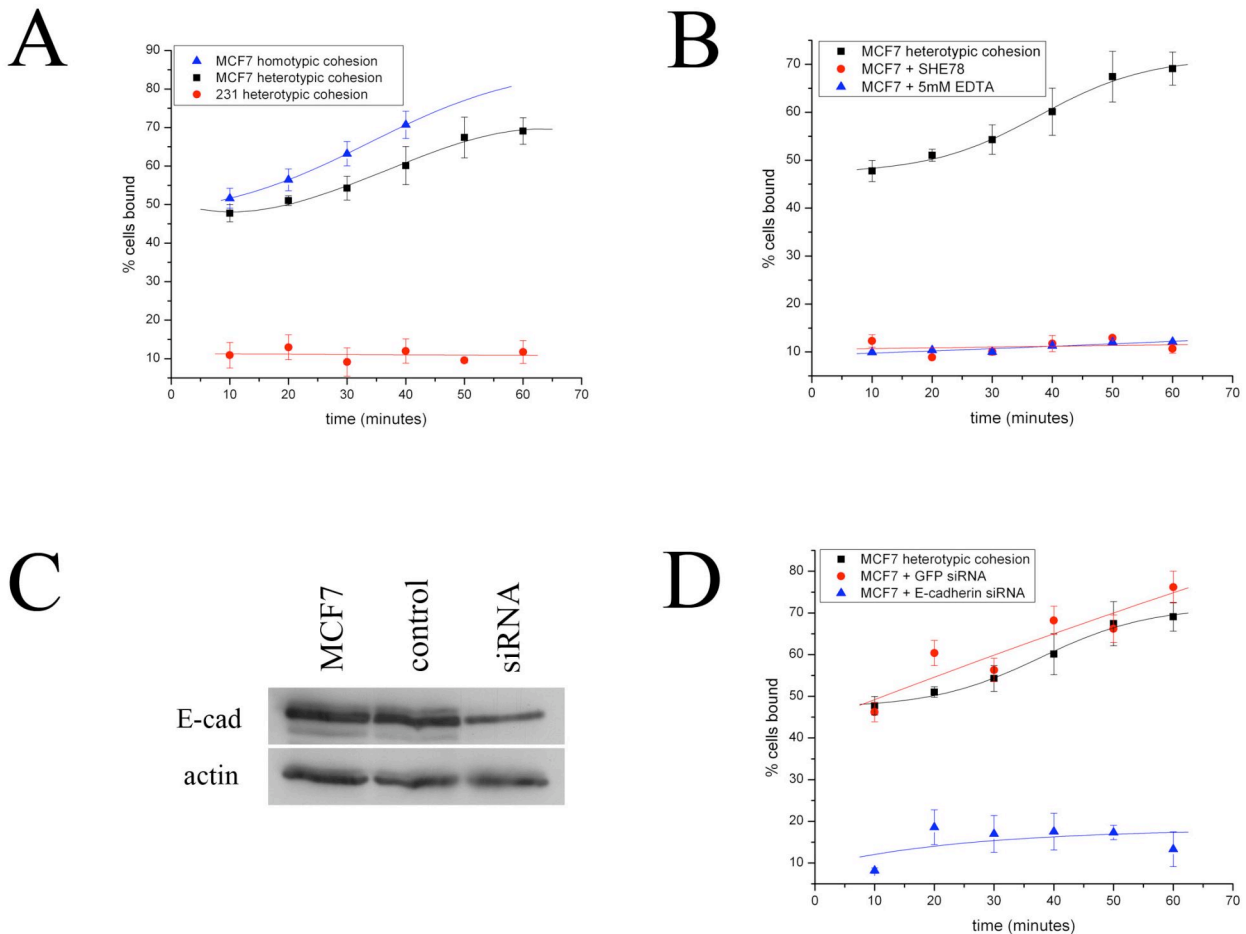 A
MCF7 homotypic cohesion
MCF7 heterotypic cohesion
231 heterotypic cohesion
90
80
70
60
50
40
30
20
10
% cells bound
0 10 20 30 40 50 60 70
time (minutes)
B
MCF7 heterotypic cohesion
MCF7 + SHE78
MCF7 + 5mM EDTA
70
60
50
40
30
20
10
% cells bound
0 10 20 30 40 50 60 70
time (minutes)
C
MCF7
control
siRNA
E-cad
actin
D
MCF7 heterotypic cohesion
MCF7 + GFP siRNA
MCF7 + E-cadherin siRNA
80
70
60
50
40
30
20
10
% cells bound
0 10 20 30 40 50 60 70
time (minutes)